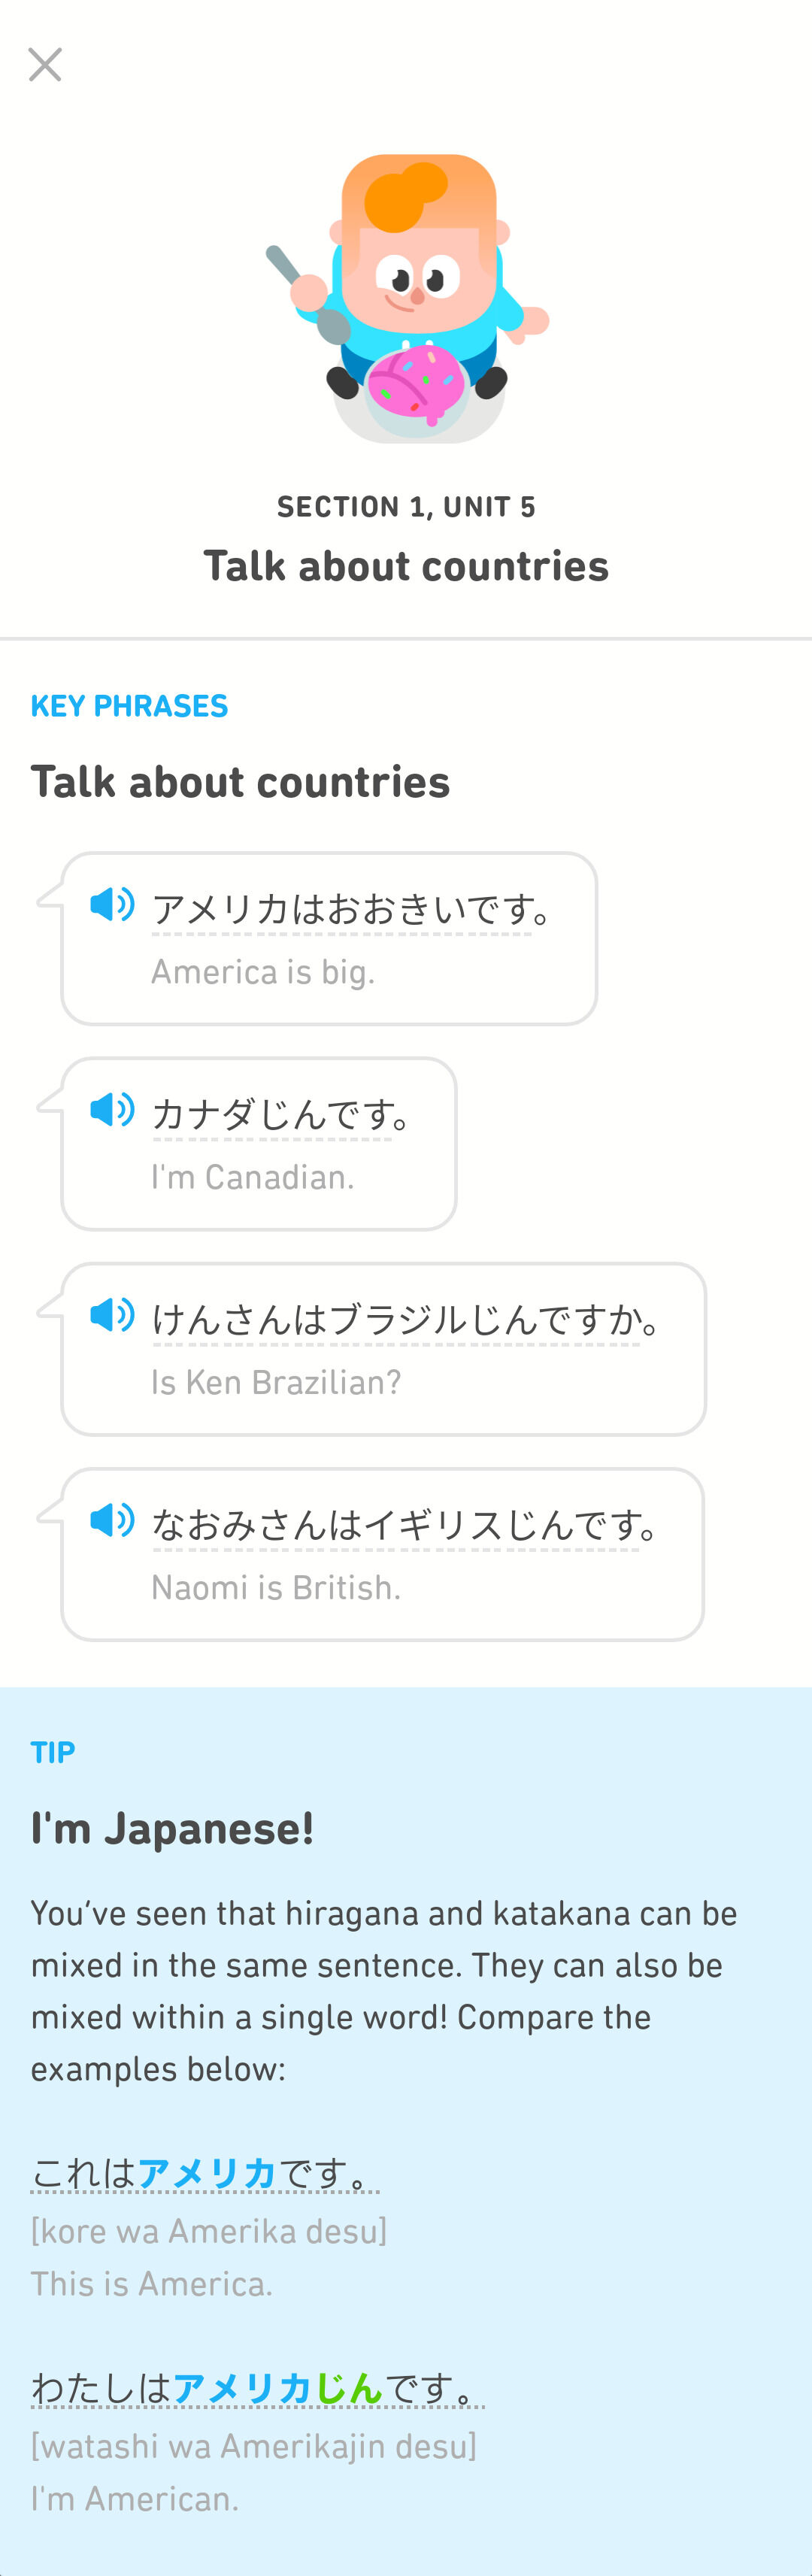 SECTION 1, UNIT 5
Talk about countries
KEY PHRASES
Talk about countries
アメリカはおおきいです。
America is big.
カナダじんです。
I'm Canadian.
けんさんはブラジルじんですか。
Is Ken Brazilian?
なおみさんはイギリスじんです。
Naomi is British.
TIP
I'm Japanese!
You’ve seen that hiragana and katakana can be
mixed in the same sentence. They can also be
mixed within a single word! Compare the
examples below:
これはアメリカです。
[kore wa Amerika desu]
This is America.
わたしはアメリカじんです。
[watashi wa Amerikajin desu]
I'm American.